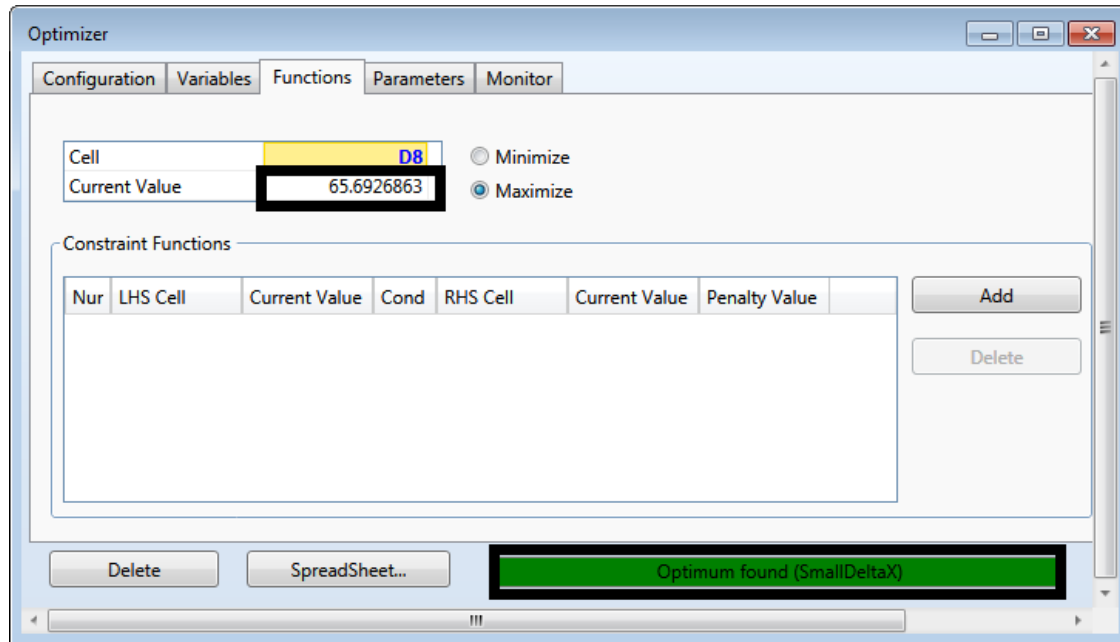 Optimizer
Configuration Variables Functions Parameters Monitor
Cell D8 Minimize
Current Value 65.6926863 Maximize
Constraint Functions
Nur LHS Cell Current Value Cond RHS Cell Current Value Penalty Value
Add
Delete
Delete SpreadSheet... Optimum found (SmallDeltaX)